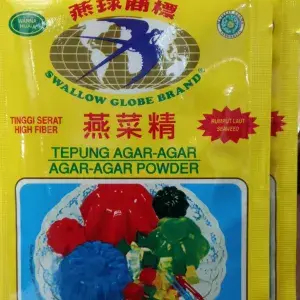 燕球商標
SWALLOW GLOBE BRAND
TINGGI SERAT
HIGH FIBER
燕菜精
RUMPUT LAUT
SEAWEED
TEPUNG AGAR-AGAR
AGAR-AGAR POWDER